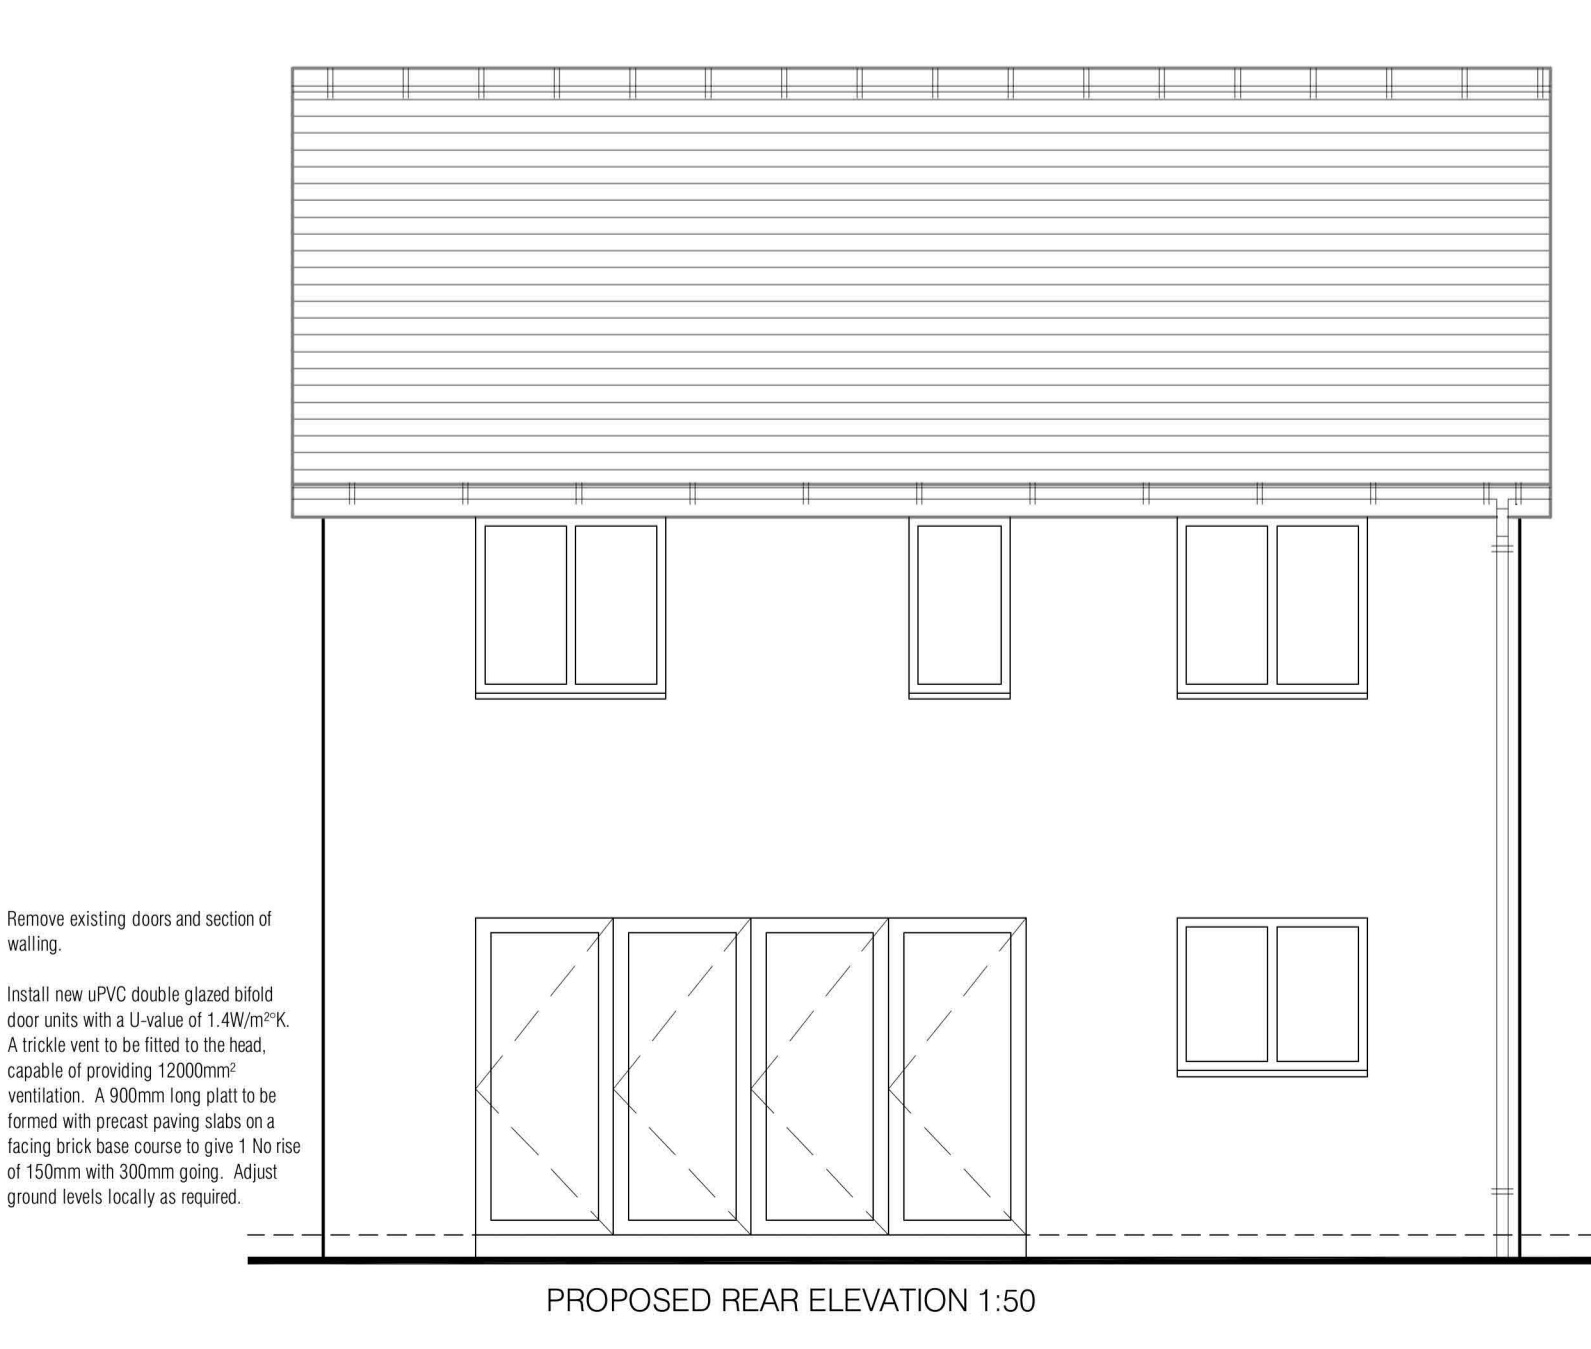 Remove existing doors and section of
walling.
Install new uPVC double glazed bifold
door units with a U-value of 1.4W/m²ºK.
A trickle vent to be fitted to the head,
capable of providing 12000mm²
ventilation.  A 900mm long platt to be
formed with precast paving slabs on a
facing brick base course to give 1 No rise
of 150mm with 300mm going.  Adjust
ground levels locally as required.
PROPOSED REAR ELEVATION 1:50